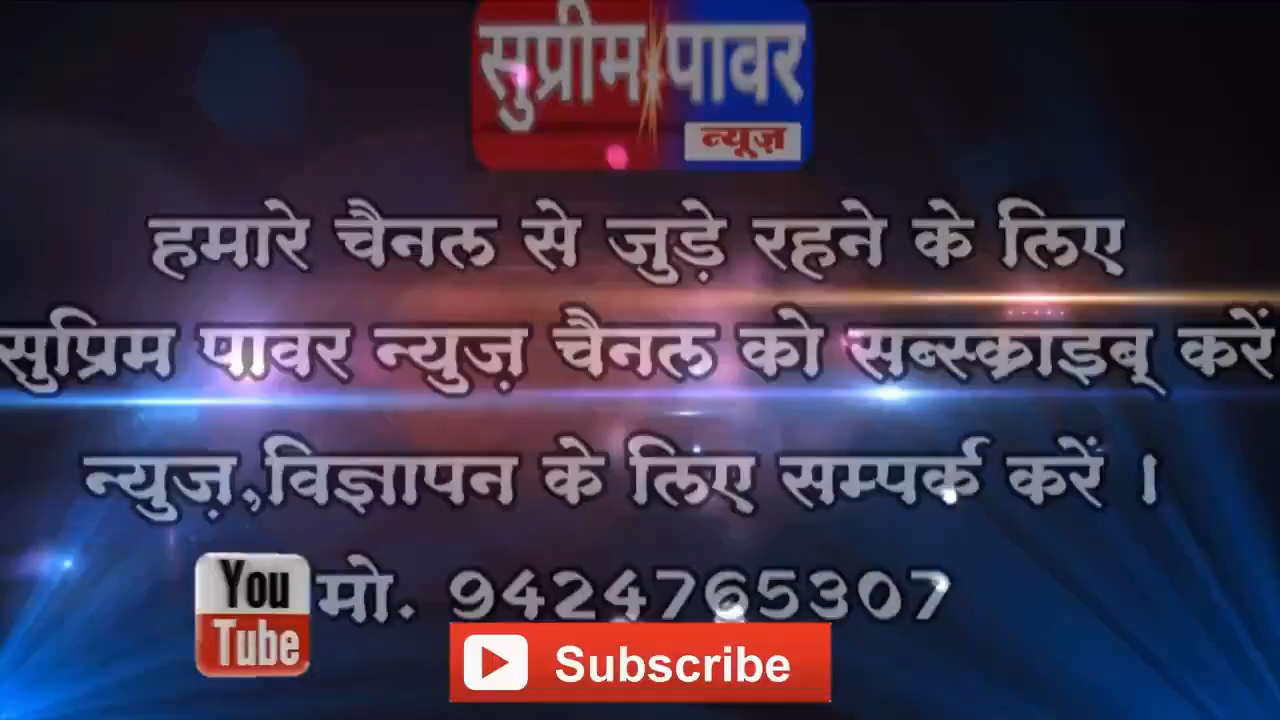 सुप्रीम पावर
न्यूज़
हमारे चैनल से जुड़े रहने के लिए
सुप्रिम पावर न्युज़ चैनल को सब्स्क्राइब् करें
न्युज़,विज्ञापन के लिए सम्पर्क करें ।
You
Tube
मो. 9424765307
Subscribe